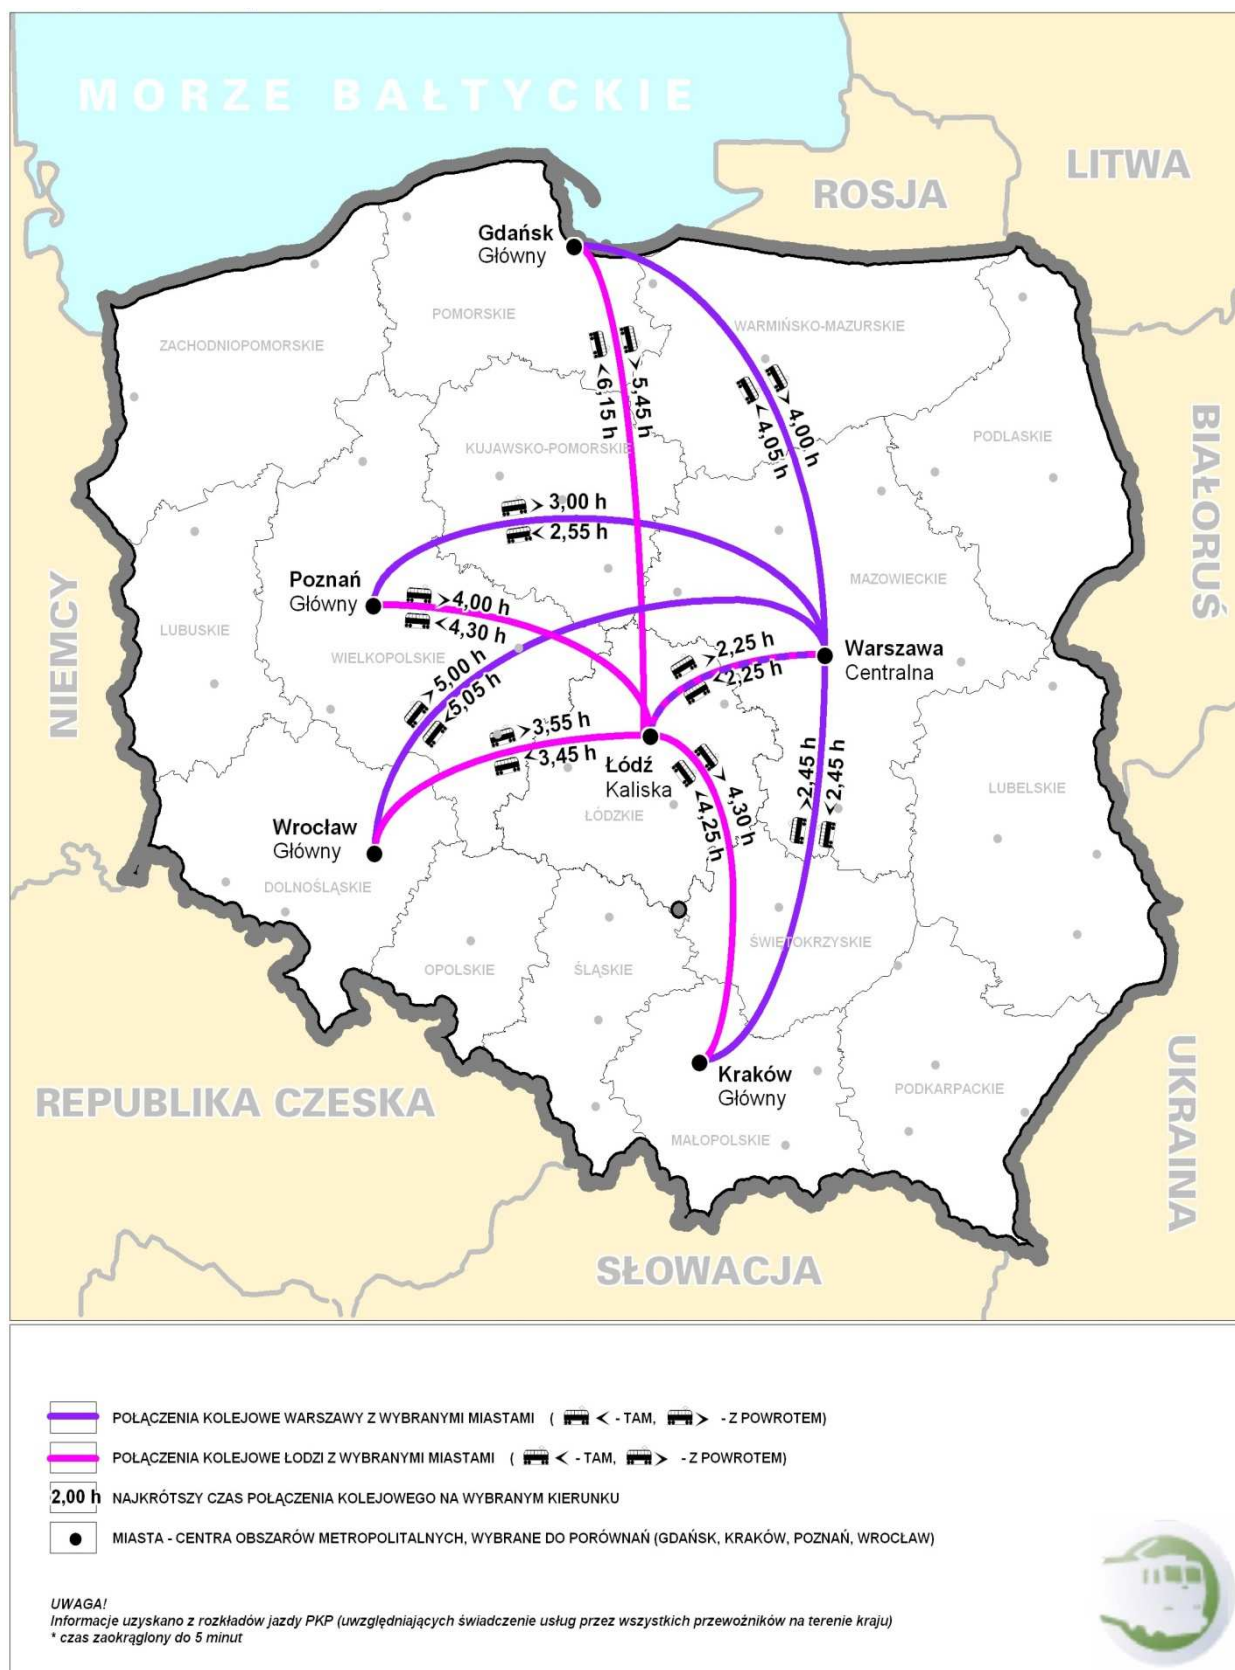 MORZE BAŁTYCKIE
LITWA
ROSJA
Gdańsk
Główny
POMORSKIE
WARMIŃSKO-MAZURSKIE
ZACHODNIOPOMORSKIE
>5,45 h
<6,15 h
>4,00 h
<4,05 h
BIAŁORUŚ
PODLASKIE
KUJAWSKO-POMORSKIE
>3,00 h
<2,55 h
NIEMCY
Poznań
Główny
>4,00 h
<4,30 h
MAZOWIECKIE
LUBUSKIE
WIELKOPOLSKIE
>2,25 h
<2,25 h
Warszawa
Centralna
>5,00 h
<5,05 h
>3,55 h
<3,45 h
Łódź
Kaliska
>4,30 h
<4,25 h
>2,45 h
<2,45 h
LUBELSKIE
ŁÓDZKIE
Wrocław
Główny
DOLNOŚLĄSKIE
OPOLSKIE
ŚLĄSKIE
ŚWIĘTOKRZYSKIE
UKRAINA
Kraków
Główny
PODKARPACKIE
REPUBLIKA CZESKA
MAŁOPOLSKIE
SŁOWACJA
POŁĄCZENIA KOLEJOWE WARSZAWY Z WYBRANYMI MIASTAMI ( < - TAM, > - Z POWROTEM)
POŁĄCZENIA KOLEJOWE ŁODZI Z WYBRANYMI MIASTAMI ( < - TAM, > - Z POWROTEM)
2,00 h NAJKRÓTSZY CZAS POŁĄCZENIA KOLEJOWEGO NA WYBRANYM KIERUNKU
MIASTA - CENTRA OBSZARÓW METROPOLITALNYCH, WYBRANE DO PORÓWNAŃ (GDAŃSK, KRAKÓW, POZNAŃ, WROCŁAW)
UWAGA!
Informacje uzyskano z rozkładów jazdy PKP (uwzględniających świadczenie usług przez wszystkich przewoźników na terenie kraju)
* czas zaokrąglony do 5 minut